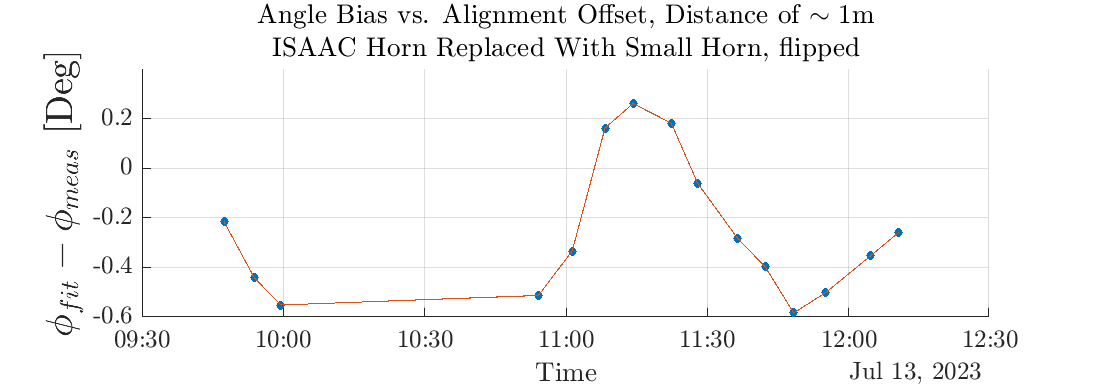 Angle Bias vs. Alignment Offset, Distance of ∼ 1m
ISAAC Horn Replaced With Small Horn, flipped
ϕ_fit − ϕ_meas [Deg]
0.2
0
-0.2
-0.4
-0.6
09:30 10:00 10:30 11:00 11:30 12:00 12:30
Time
Jul 13, 2023